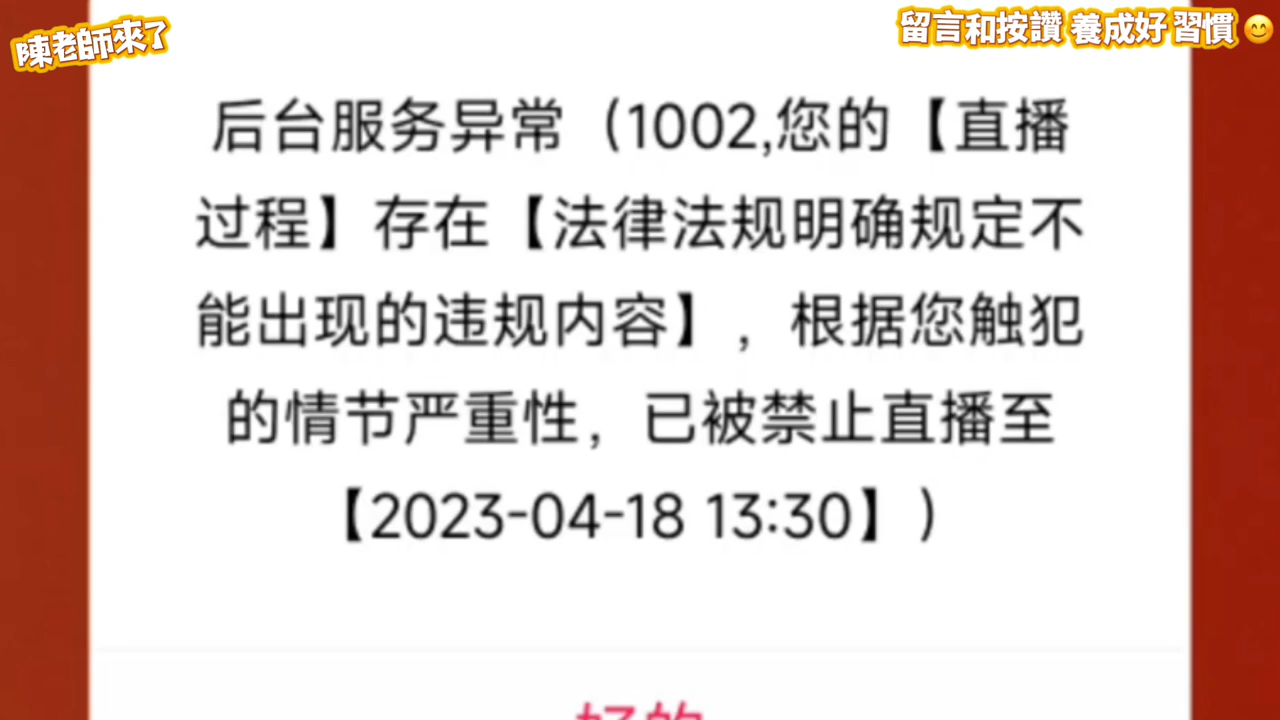 陳老師來了
留言和按讚 養成好習慣 😊
后台服务异常（1002,您的【直播
过程】存在【法律法规明确规定不
能出现的违规内容】，根据您触犯
的情节严重性，已被禁止直播至
【2023-04-18 13:30】）
好的